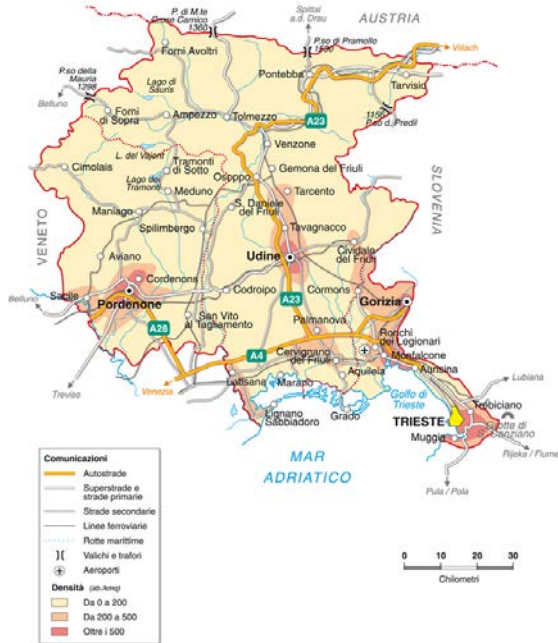 P. di M.te
Croce Carnico
1360
Spittal
a.d. Drau
AUSTRIA
P.so di Pramollo
1530
Villach
Forni Avoltri
Pontebba
Tarvisio
P.so della
Mauria
1298
Belluno
Lago di
Sauris
Forni
di Sopra
Ampezzo
Tolmezzo
A23
1156
P.so d. Predil
Venzone
L. del Vajont
Cimolais
Tramonti
di Sotto
Osoppo
Gemona del Friuli
Lago dei
Tramonti
Meduno
Tarcento
SLOVENIA
Maniago
S. Daniele
del Friuli
Tavagnacco
Spilimbergo
VENETO
Aviano
Udine
Cividale
del Friuli
Cordenons
Sacile
Pordenone
Codroipo
A23
Cormons
Gorizia
Belluno
A28
San Vito
al Tagliamento
Palmanova
Ronchi
dei Legionari
A4
Cervignano
del Friuli
Monfalcone
Treviso
Venezia
Latisana
Marano
Aquileia
Aurisina
Lubiana
Golfo di
Trieste
Lignano
Sabbiadoro
Grado
Trebiciano
TRIESTE
Grotte di
S. Canziano
Muggia
MAR
ADRIATICO
Rijeka / Fiume
Pula / Pola
Comunicazioni
Autostrade
Superstrade e
strade primarie
Strade secondarie
Linee ferroviarie
Rotte marittime
Valichi e trafori
Aeroporti
Densità (ab./kmq)
Da 0 a 200
Da 200 a 500
Oltre i 500
0 10 20 30
Chilometri